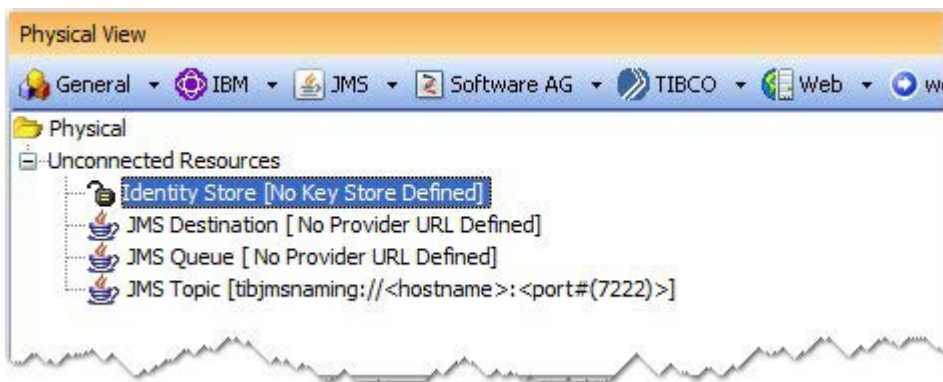 Physical View
General IBM JMS Software AG TIBCO Web we
Physical
Unconnected Resources
Identity Store [No Key Store Defined]
JMS Destination [ No Provider URL Defined]
JMS Queue [ No Provider URL Defined]
JMS Topic [tibjmsnaming://<hostname>:<port#(7222)>]